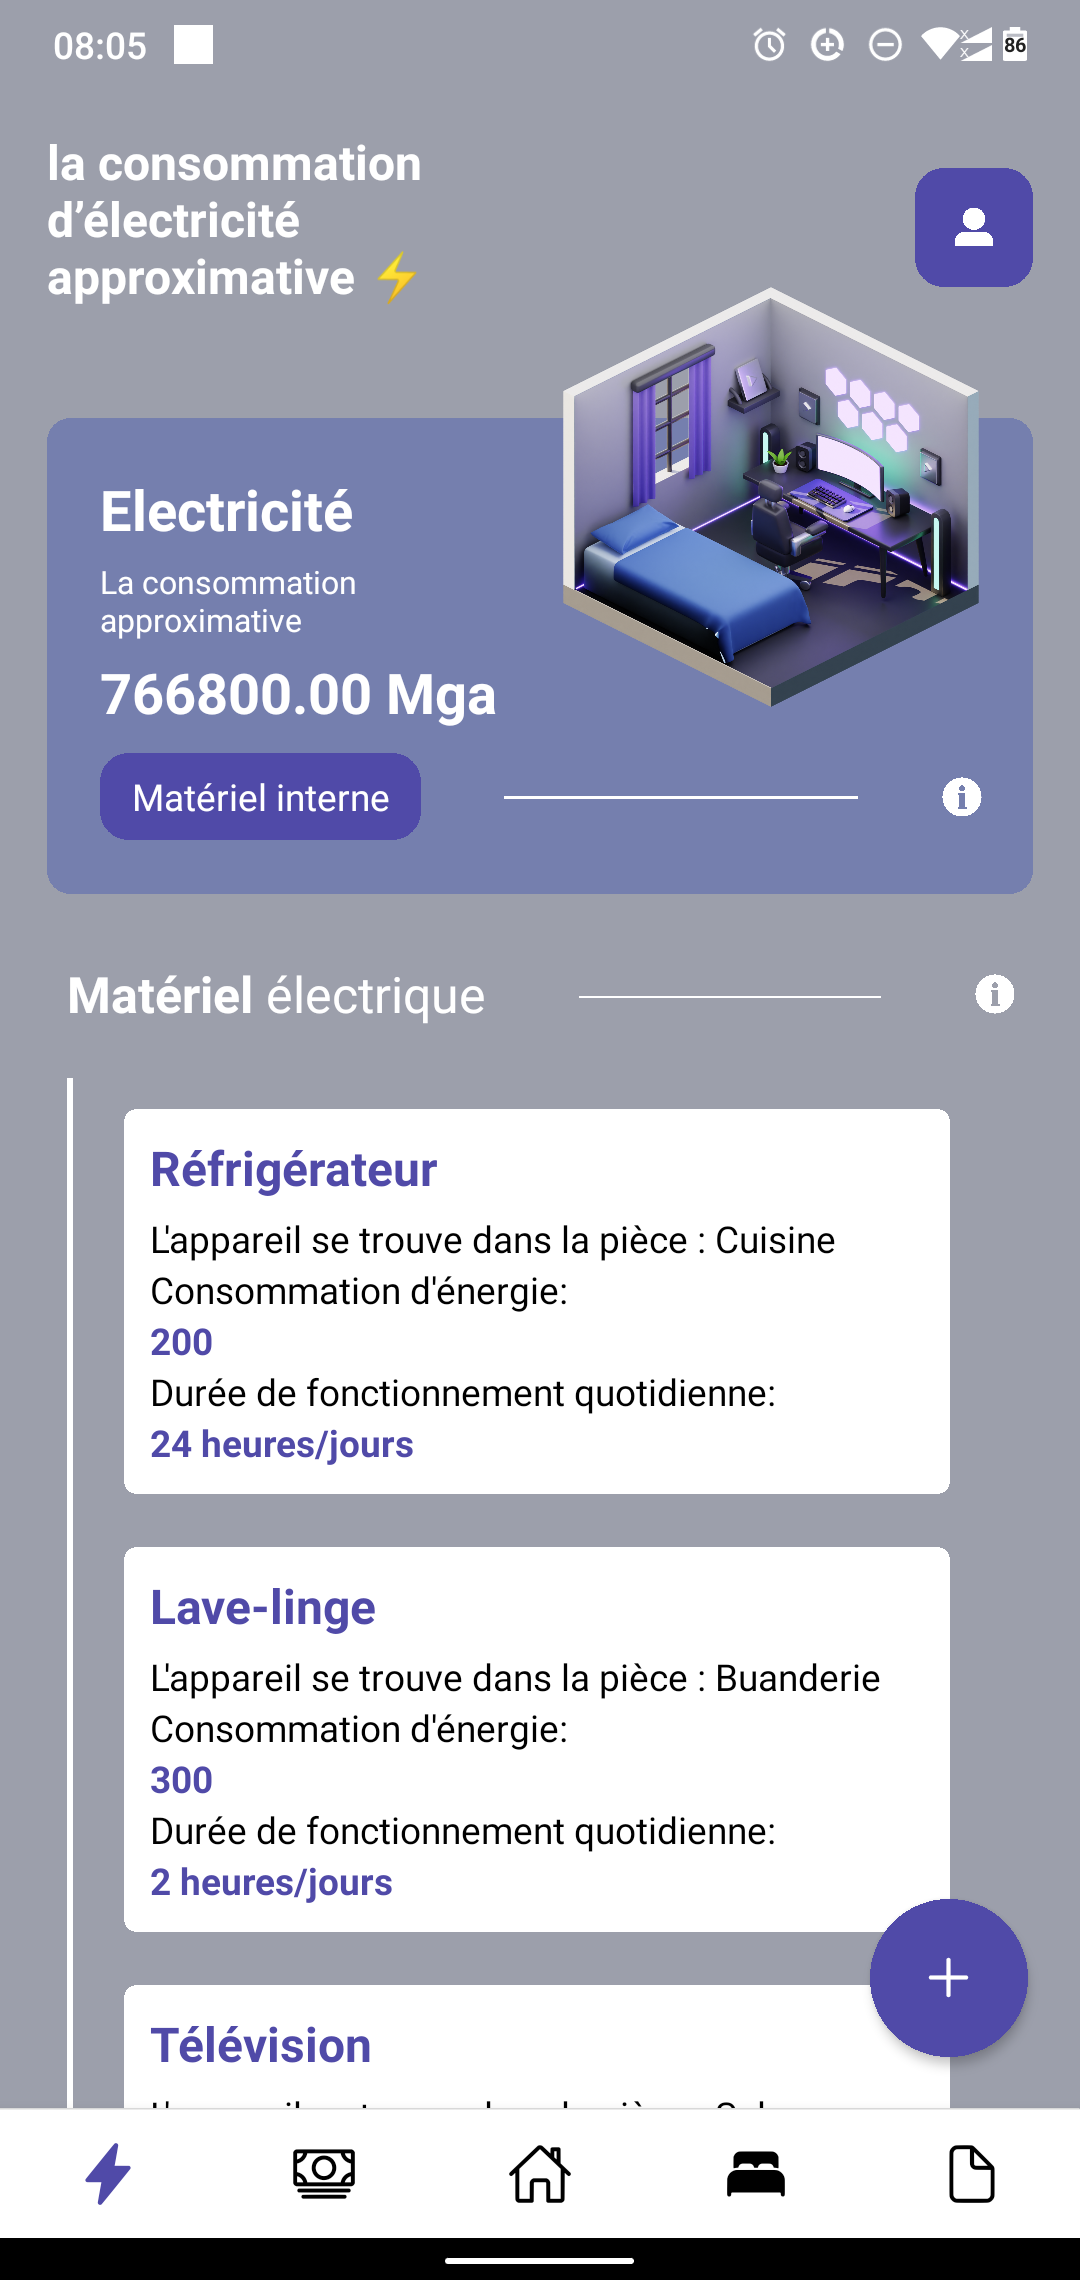 08:05
86
la consommation
d’électricité
approximative ⚡
Electricité
La consommation
approximative
766800.00 Mga
Matériel interne
Matériel électrique
Réfrigérateur
L'appareil se trouve dans la pièce : Cuisine
Consommation d'énergie:
200
Durée de fonctionnement quotidienne:
24 heures/jours
Lave-linge
L'appareil se trouve dans la pièce : Buanderie
Consommation d'énergie:
300
Durée de fonctionnement quotidienne:
2 heures/jours
Télévision